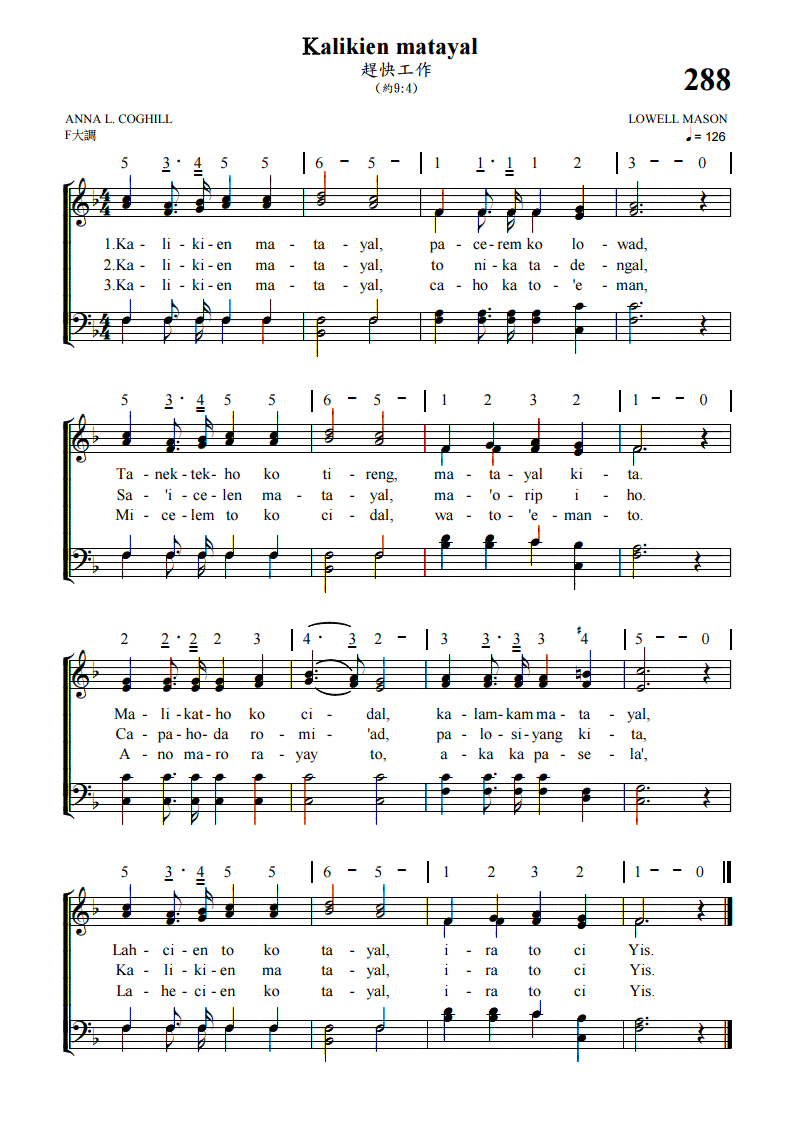 Kalikien matayal
趕快工作
(約9:4)
288
ANNA L. COGHILL
LOWELL MASON
F大調
= 126
5 3 · 4 5 5 | 6 - 5 - | 1 1 · 1 1 2 | 3 - - 0 |
1.Ka - li - ki - en ma - ta - yal, pa - ce - rem ko lo - wad,
2.Ka - li - ki - en ma - ta - yal, to ni - ka ta - de - ngal,
3.Ka - li - ki - en ma - ta - yal, ca - ho ka to - 'e - man,
5 3 · 4 5 5 | 6 - 5 - | 1 2 3 2 | 1 - - 0 |
Ta - nek - tek - ho ko ti - reng, ma - ta - yal ki - ta.
Sa - 'i - ce - len ma - ta - yal, ma - 'o - rip i - ho.
Mi - ce - lem to ko ci - dal, wa - to - 'e - man - to.
2 2 · 2 2 3 | 4 · 3 2 - | 3 3 · 3 3 ♯4 | 5 - - 0 |
Ma - li - kat - ho ko ci - dal, ka - lam - kam ma - ta - yal,
Ca - pa - ho - da ro - mi - 'ad, pa - lo - si - yang ki - ta,
A - no ma - ro ra - yay to, a - ka ka pa - se - la',
5 3 · 4 5 5 | 6 - 5 - | 1 2 3 2 | 1 - - 0
Lah - ci - en to ko ta - yal, i - ra to ci Yis.
Ka - li - ki - en ma ta - yal, i - ra to ci Yis.
La - he - ci - en ko ta - yal, i - ra to ci Yis.